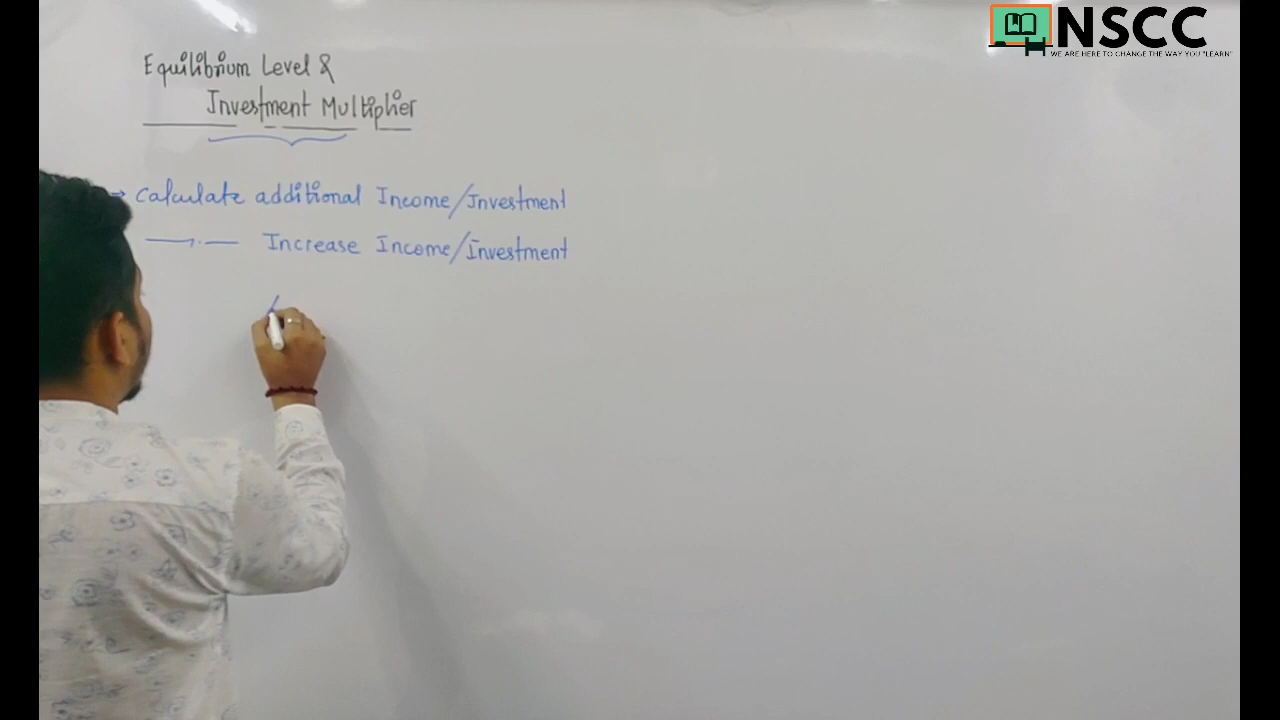 NSCC
WE ARE HERE TO CHANGE THE WAY YOU "LEARN"
Equilibrium Level &
Investment Multiplier
→ Calculate additional Income/Investment
—·— Increase Income/Investment